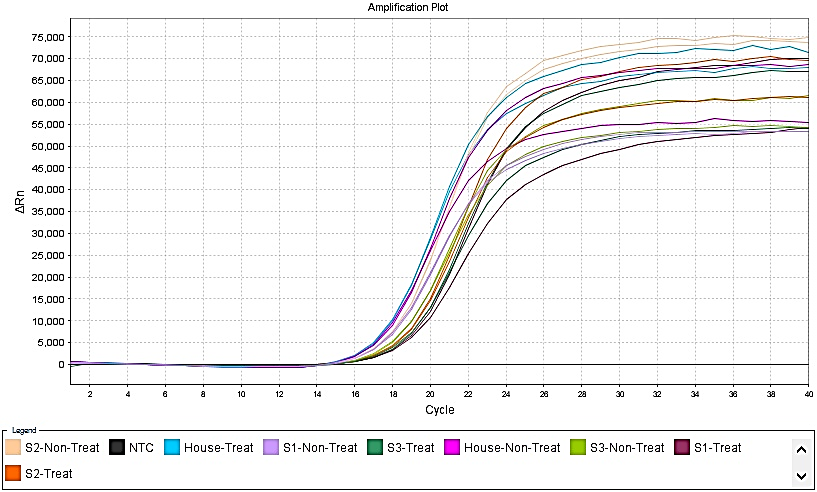 Amplification Plot
75,000
70,000
65,000
60,000
55,000
50,000
45,000
40,000
35,000
30,000
25,000
20,000
15,000
10,000
5,000
0
ΔRn
2 4 6 8 10 12 14 16 18 20 22 24 26 28 30 32 34 36 38 40
Cycle
Legend
S2-Non-Treat NTC House-Treat S1-Non-Treat S3-Treat House-Non-Treat S3-Non-Treat S1-Treat
S2-Treat